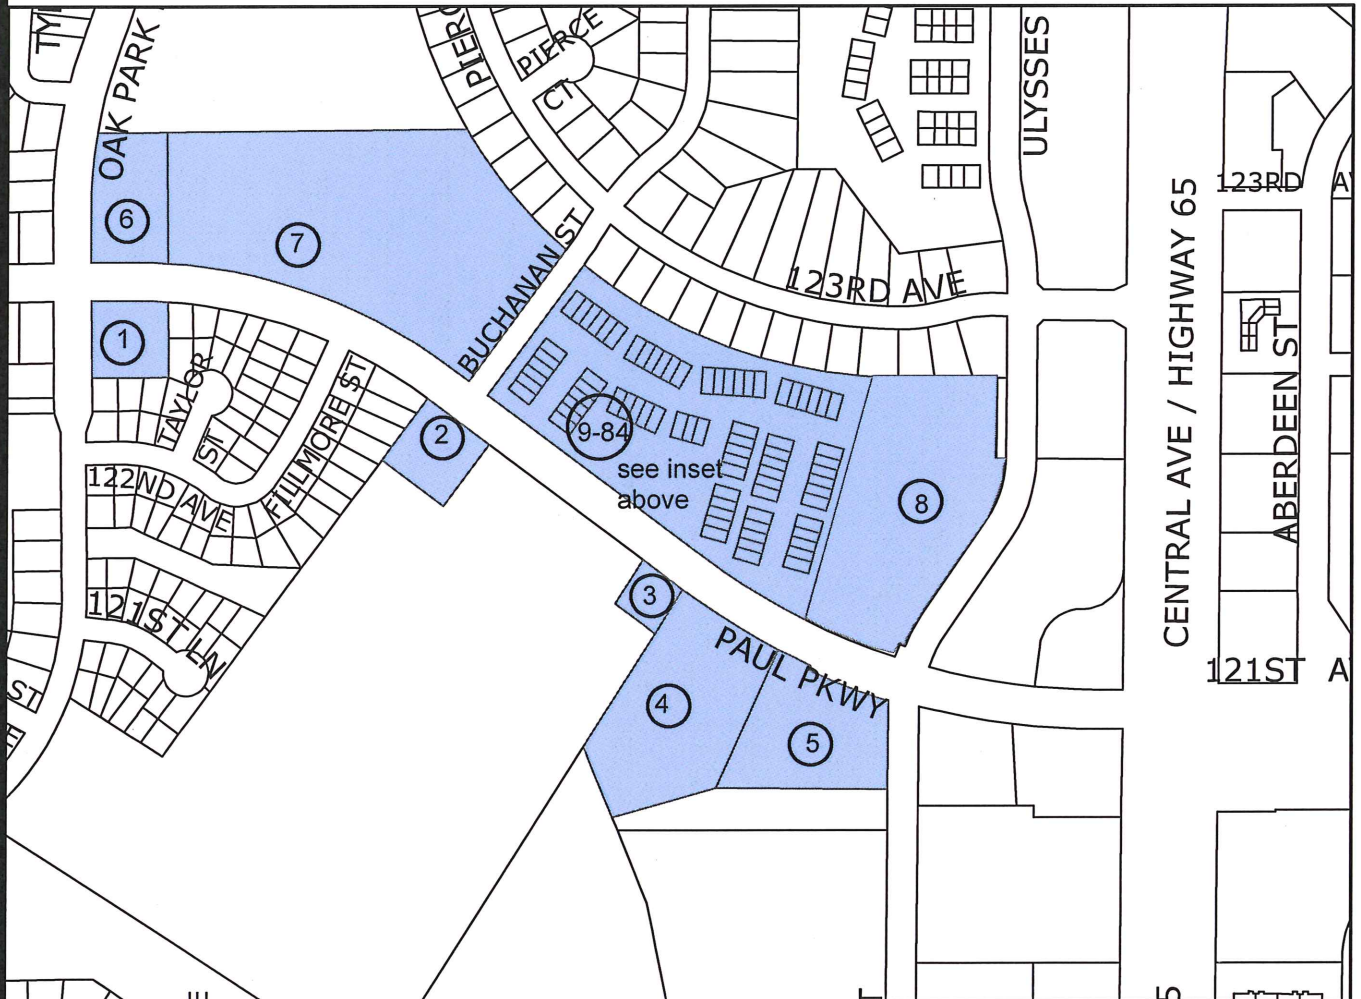 OAK PARK
PIERCE
CT
ULYSSES
123RD
6
7
BUCHANAN ST
123RD AVE
CENTRAL AVE / HIGHWAY 65
1
TAYLOR
ST
FILLMORE ST
2
9-84
see inset
above
8
ABERDEEN ST
122ND AVE
3
121ST LN
PAUL PKWY
121ST
4
5
ST